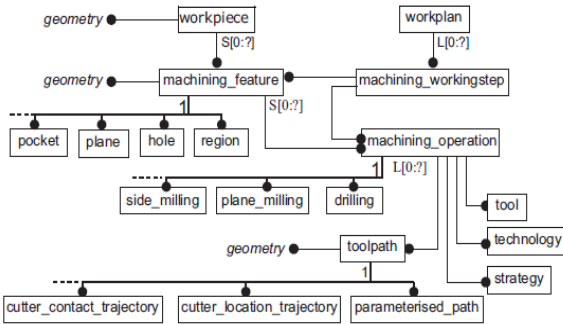 geometry
workpiece
workplan
S[0:?]
L[0:?]
geometry
machining_feature
machining_workingstep
1
S[0:?]
pocket
plane
hole
region
machining_operation
1
L[0:?]
side_milling
plane_milling
drilling
tool
geometry
toolpath
technology
1
strategy
cutter_contact_trajectory
cutter_location_trajectory
parameterised_path